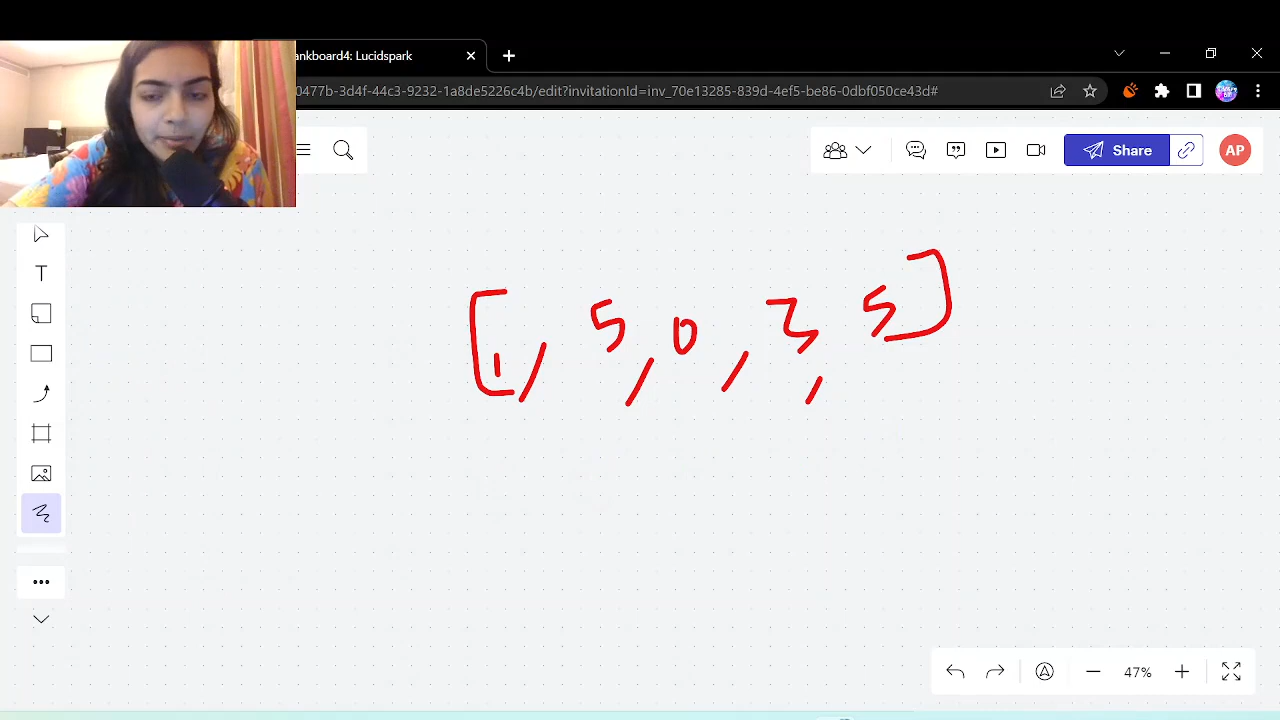 ankboard4: Lucidspark
0477b-3d4f-44c3-9232-1a8de5226c4b/edit?invitationId=inv_70e13285-839d-4ef5-be86-0dbf050ce43d#
Share
AP
T
[1, 5, 0, 3, 5]
47%